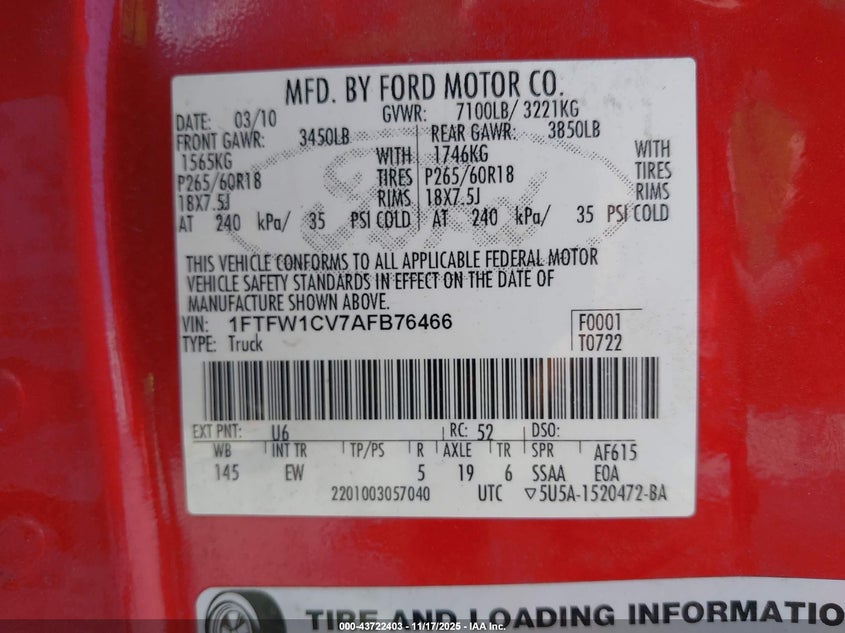 MFD. BY FORD MOTOR CO.
DATE: 03/10 GVWR: 7100LB/ 3221KG
FRONT GAWR: 3450LB REAR GAWR: 3850LB
1565KG WITH 1746KG WITH
P265/60R18 TIRES P265/60R18 TIRES
18X7.5J RIMS 18X7.5J RIMS
AT 240 kPa/ 35 PSI COLD AT 240 kPa/ 35 PSI COLD
THIS VEHICLE CONFORMS TO ALL APPLICABLE FEDERAL MOTOR
VEHICLE SAFETY STANDARDS IN EFFECT ON THE DATE OF
MANUFACTURE SHOWN ABOVE.
VIN: 1FTFW1CV7AFB76466 F0001
TYPE: Truck T0722
EXT PNT: U6 RC: 52 DSO:
WB INT TR TP/PS R AXLE TR SPR AF615
145 EW 5 19 6 SSAA E0A
2201003057040 UTC ▽5U5A-1520472-BA
Ford
TIRE AND LOADING INFORMATIO
000-43722403 - 11/17/2025 - IAA Inc.